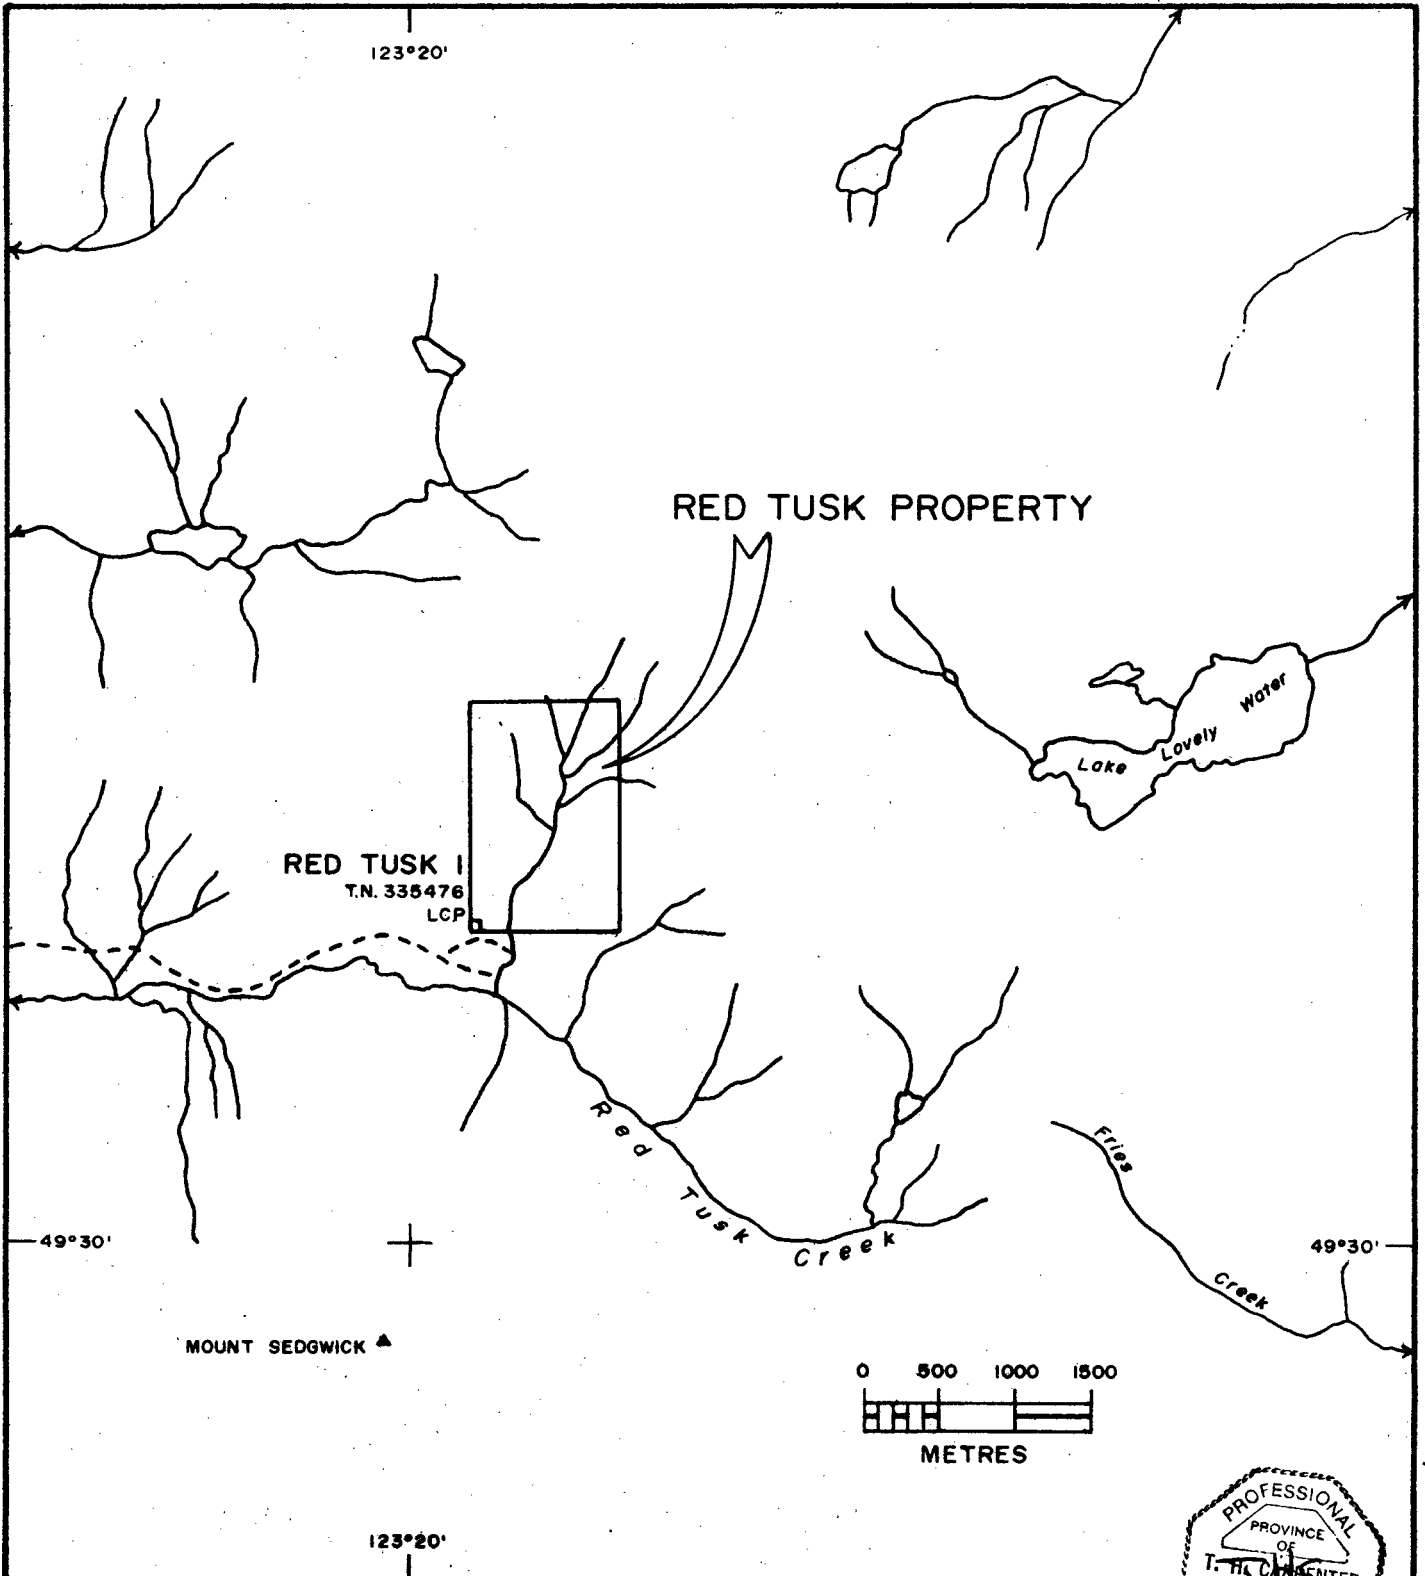 123°20'
RED TUSK PROPERTY
Lake Lovely Water
RED TUSK I
T.N. 335476
LCP
Red Tusk Creek
Fries Creek
49°30'
49°30'
MOUNT SEDGWICK
0 500 1000 1500
METRES
123°20'
PROFESSIONAL
PROVINCE
OF
T. H. CARPENTER